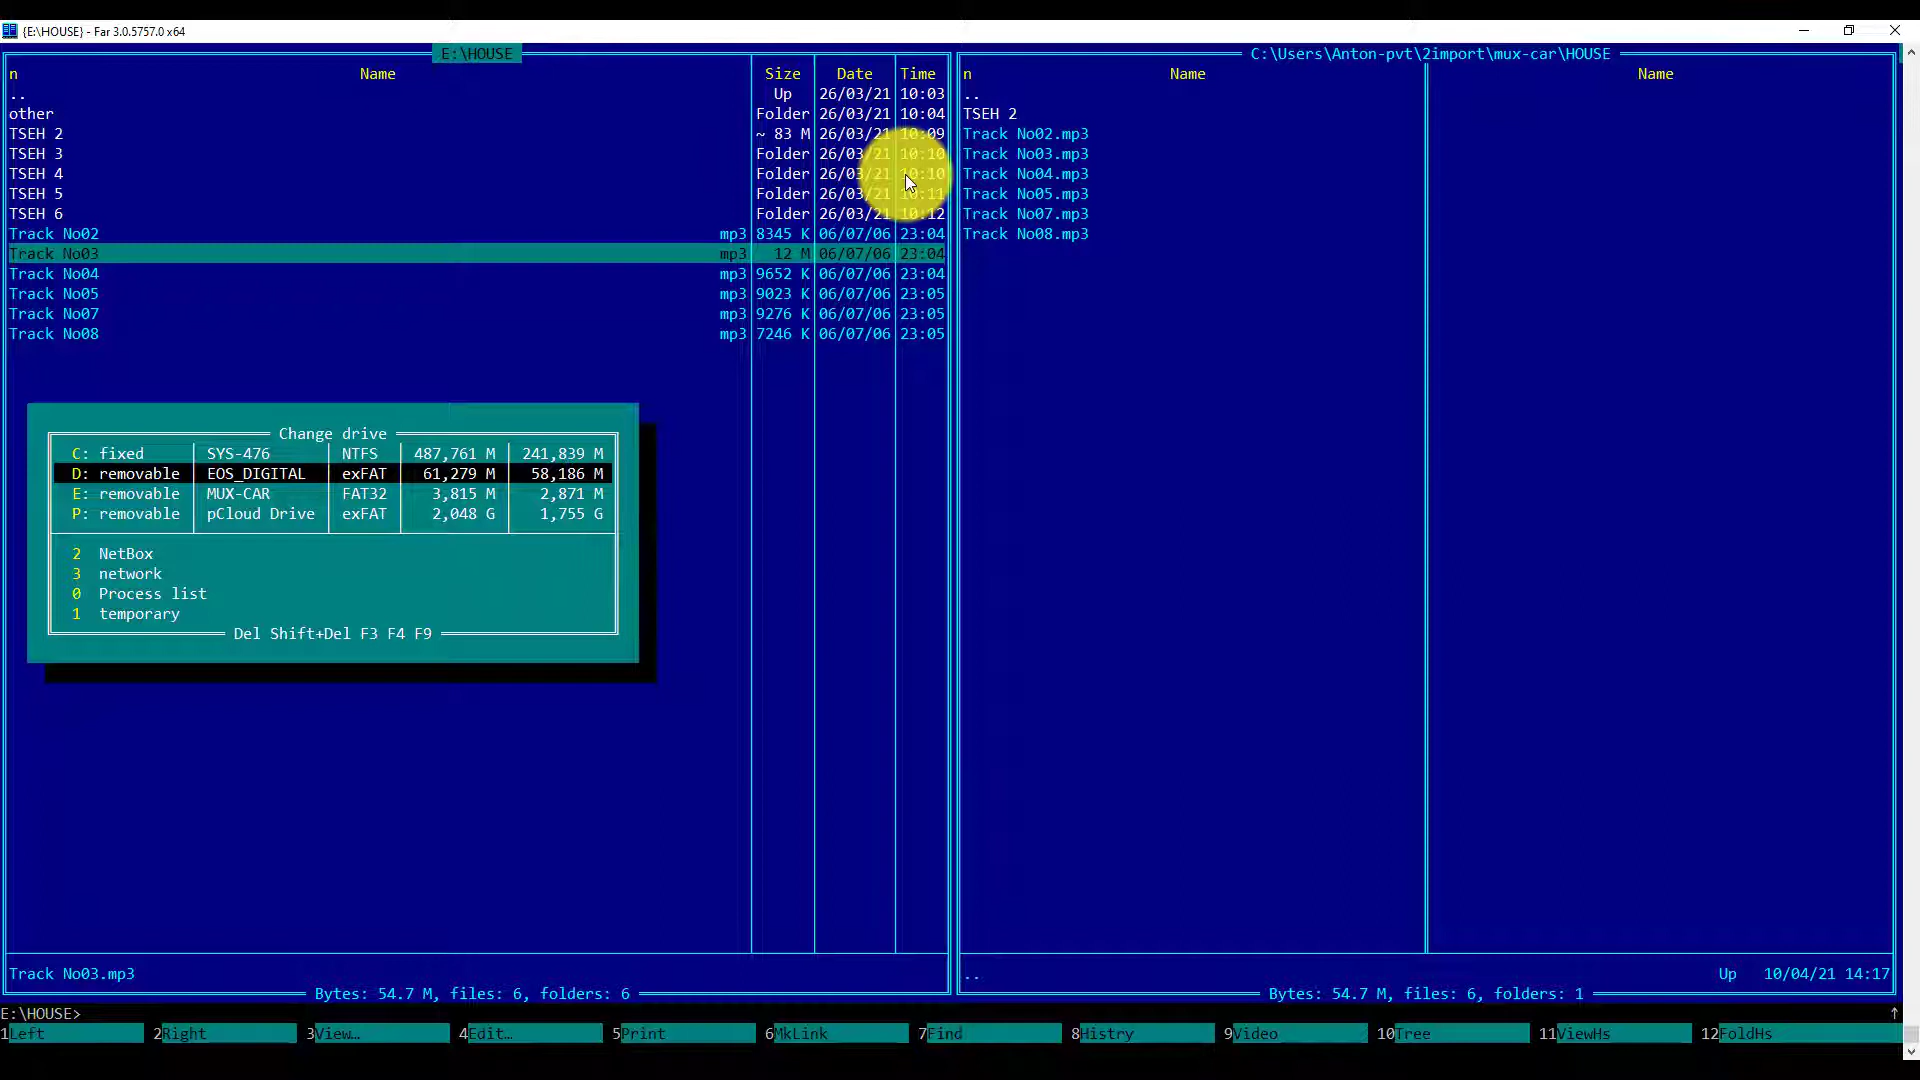 {E:\HOUSE} - Far 3.0.5757.0 x64
E:\HOUSE
n Name Size Date Time
.. Up 26/03/21 10:03
other Folder 26/03/21 10:04
TSEH 2 ~ 83 M 26/03/21 10:09
TSEH 3 Folder 26/03/21 10:10
TSEH 4 Folder 26/03/21 10:10
TSEH 5 Folder 26/03/21 10:11
TSEH 6 Folder 26/03/21 10:12
Track No02 mp3 8345 K 06/07/06 23:04
Track No03 mp3 12 M 06/07/06 23:04
Track No04 mp3 9652 K 06/07/06 23:04
Track No05 mp3 9023 K 06/07/06 23:05
Track No07 mp3 9276 K 06/07/06 23:05
Track No08 mp3 7246 K 06/07/06 23:05
Change drive
C: fixed SYS-476 NTFS 487,761 M 241,839 M
D: removable EOS_DIGITAL exFAT 61,279 M 58,186 M
E: removable MUX-CAR FAT32 3,815 M 2,871 M
P: removable pCloud Drive exFAT 2,048 G 1,755 G
2 NetBox
3 network
0 Process list
1 temporary
Del Shift+Del F3 F4 F9
Track No03.mp3
Bytes: 54.7 M, files: 6, folders: 6
C:\Users\Anton-pvt\2import\mux-car\HOUSE
n Name Name
..
TSEH 2
Track No02.mp3
Track No03.mp3
Track No04.mp3
Track No05.mp3
Track No07.mp3
Track No08.mp3
.. Up 10/04/21 14:17
Bytes: 54.7 M, files: 6, folders: 1
E:\HOUSE>
1Left 2Right 3View… 4Edit… 5Print 6MkLink 7Find 8Histry 9Video 10Tree 11ViewHs 12FoldHs